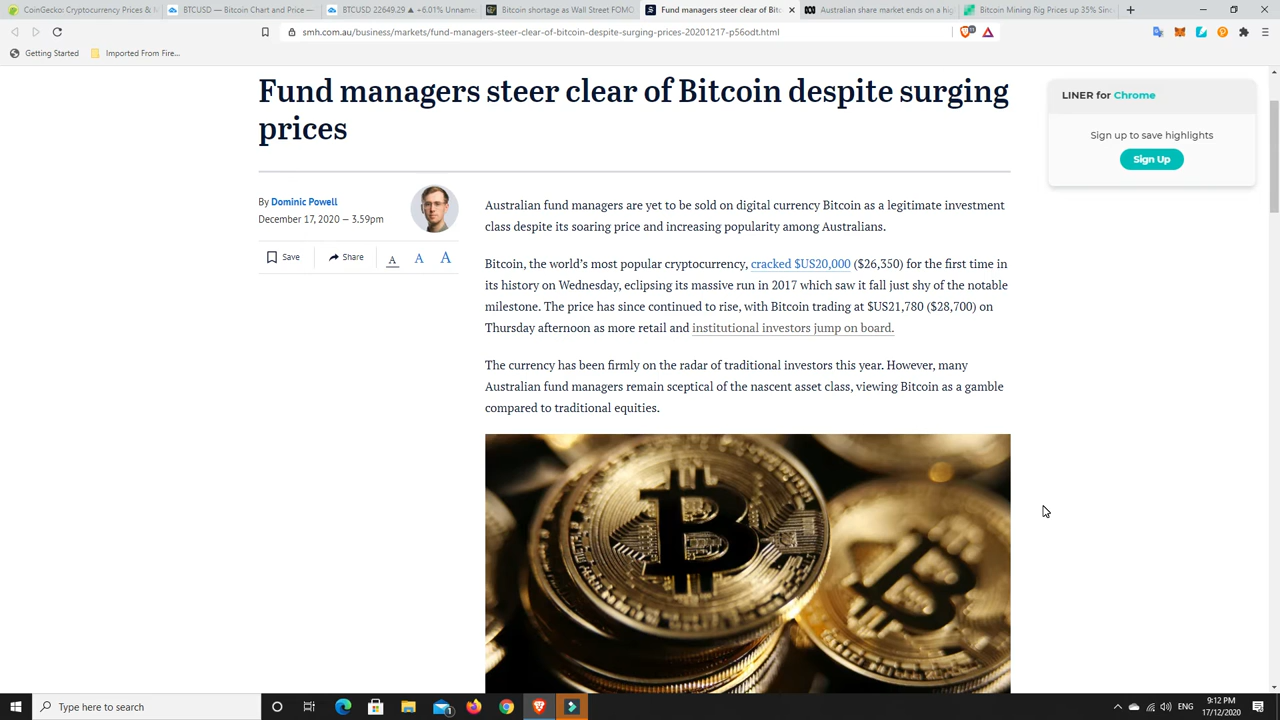 CoinGecko: Cryptocurrency Prices & M
BTCUSD — Bitcoin Chart and Price —
BTCUSD 22649.29 ▲ +6.01% Unname
Bitcoin shortage as Wall Street FOMO
Fund managers steer clear of Bitc
Australian share market ends on a hig
Bitcoin Mining Rig Prices up 35% Sinc
smh.com.au/business/markets/fund-managers-steer-clear-of-bitcoin-despite-surging-prices-20201217-p56odt.html
Getting Started
Imported From Fire...
Fund managers steer clear of Bitcoin despite surging
prices
LINER for Chrome
Sign up to save highlights
Sign Up
By Dominic Powell
December 17, 2020 — 3.59pm
Save
Share
A
A
A
Australian fund managers are yet to be sold on digital currency Bitcoin as a legitimate investment
class despite its soaring price and increasing popularity among Australians.
Bitcoin, the world's most popular cryptocurrency, cracked $US20,000 ($26,350) for the first time in
its history on Wednesday, eclipsing its massive run in 2017 which saw it fall just shy of the notable
milestone. The price has since continued to rise, with Bitcoin trading at $US21,780 ($28,700) on
Thursday afternoon as more retail and institutional investors jump on board.
The currency has been firmly on the radar of traditional investors this year. However, many
Australian fund managers remain sceptical of the nascent asset class, viewing Bitcoin as a gamble
compared to traditional equities.
Type here to search
ENG
9:12 PM
17/12/2020